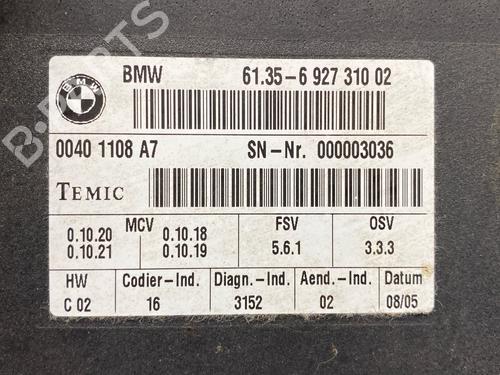 BMW 61.35-6 927 310 02
BMW
0040 1108 A7 SN-Nr. 000003036
TEMIC
MCV FSV OSV
0.10.20 0.10.18 5.6.1 3.3.3
0.10.21 0.10.19
HW Codier-Ind. Diagn.-Ind. Aend.-Ind. Datum
C 02 16 3152 02 08/05
B-PARTS